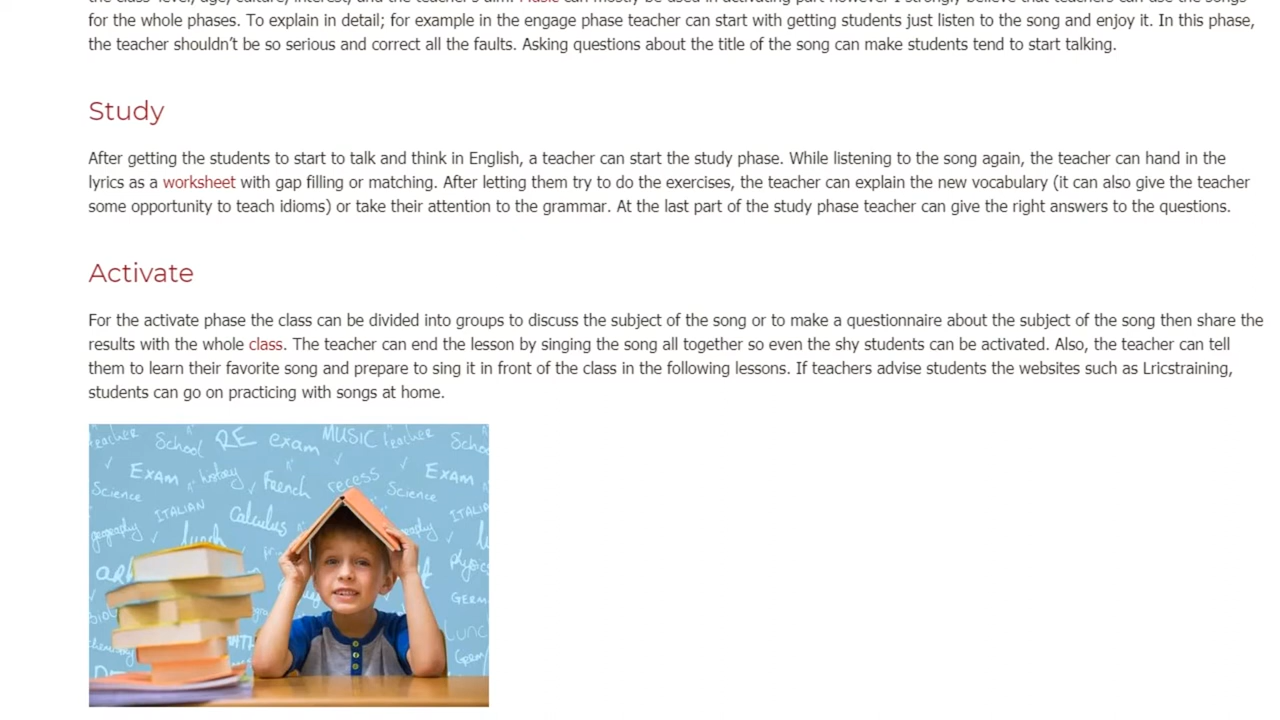 for the whole phases. To explain in detail; for example in the engage phase teacher can start with getting students just listen to the song and enjoy it. In this phase,
the teacher shouldn't be so serious and correct all the faults. Asking questions about the title of the song can make students tend to start talking.
Study
After getting the students to start to talk and think in English, a teacher can start the study phase. While listening to the song again, the teacher can hand in the
lyrics as a worksheet with gap filling or matching. After letting them try to do the exercises, the teacher can explain the new vocabulary (it can also give the teacher
some opportunity to teach idioms) or take their attention to the grammar. At the last part of the study phase teacher can give the right answers to the questions.
Activate
For the activate phase the class can be divided into groups to discuss the subject of the song or to make a questionnaire about the subject of the song then share the
results with the whole class. The teacher can end the lesson by singing the song all together so even the shy students can be activated. Also, the teacher can tell
them to learn their favorite song and prepare to sing it in front of the class in the following lessons. If teachers advise students the websites such as Lricstraining,
students can go on practicing with songs at home.
teacher School RE exam MUSIC teacher
EXAM history French recess EXAM
Science Science
ITALIAN Calculus
geography lunch
GERM